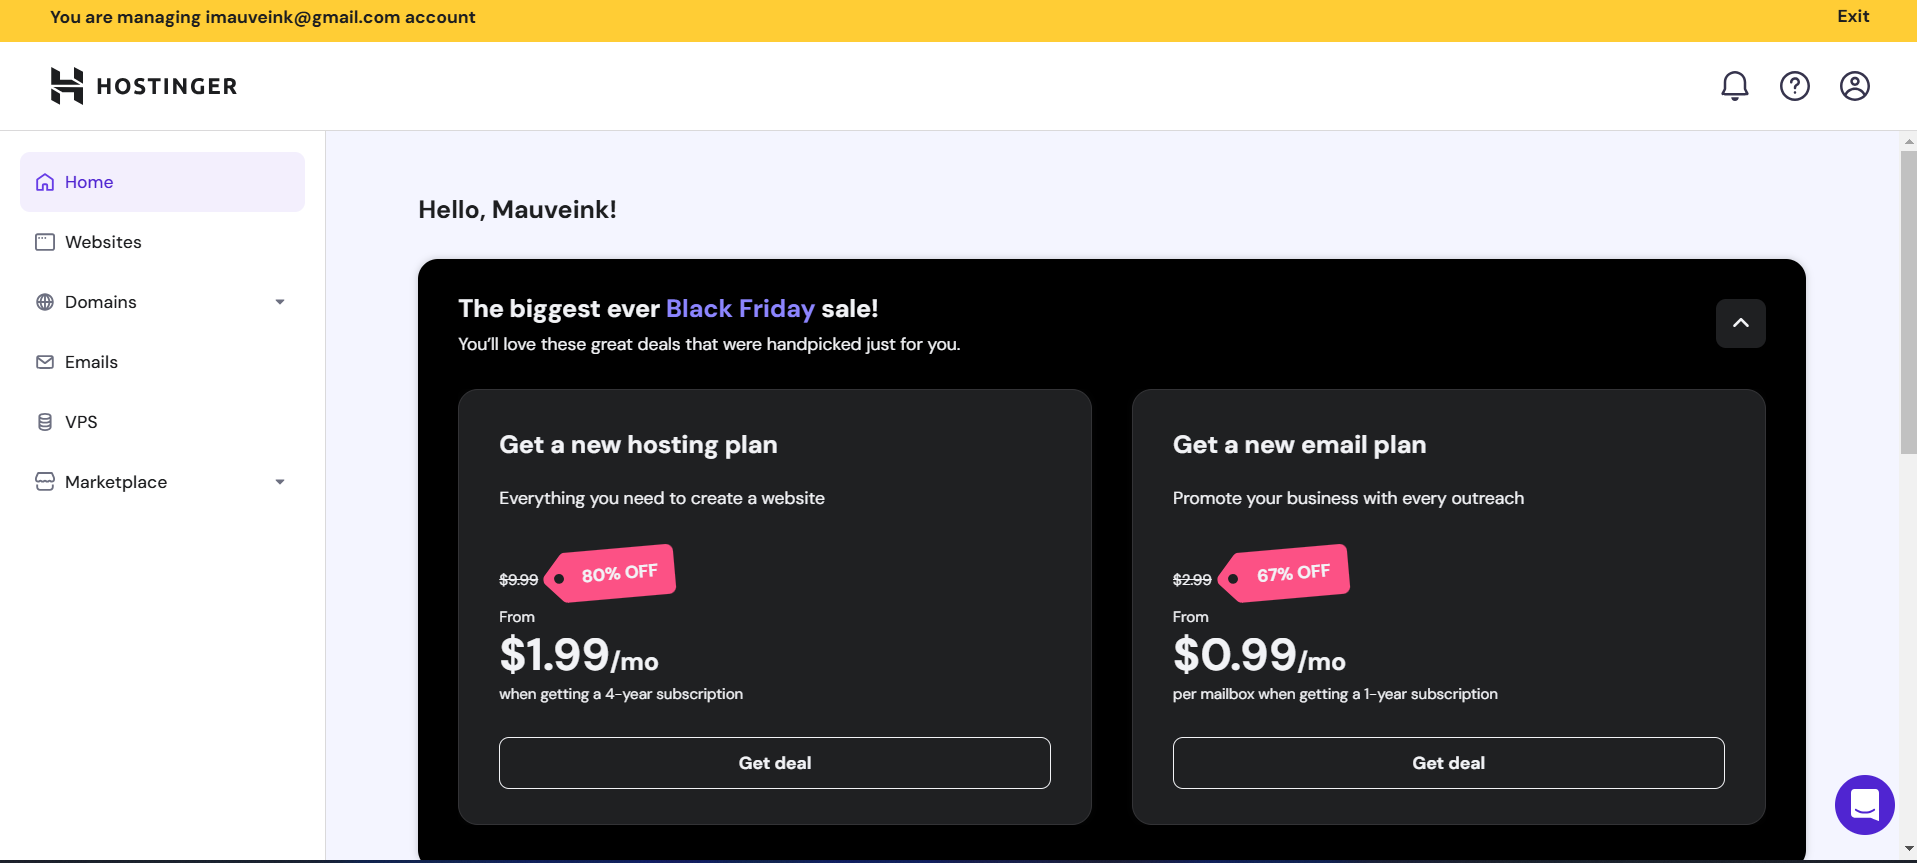 You are managing imauveink@gmail.com account
Exit
HOSTINGER
Home
Websites
Domains
Emails
VPS
Marketplace
Hello, Mauveink!
The biggest ever Black Friday sale!
You’ll love these great deals that were handpicked just for you.
Get a new hosting plan
Everything you need to create a website
$9.99
80% OFF
From
$1.99/mo
when getting a 4-year subscription
Get deal
Get a new email plan
Promote your business with every outreach
$2.99
67% OFF
From
$0.99/mo
per mailbox when getting a 1-year subscription
Get deal